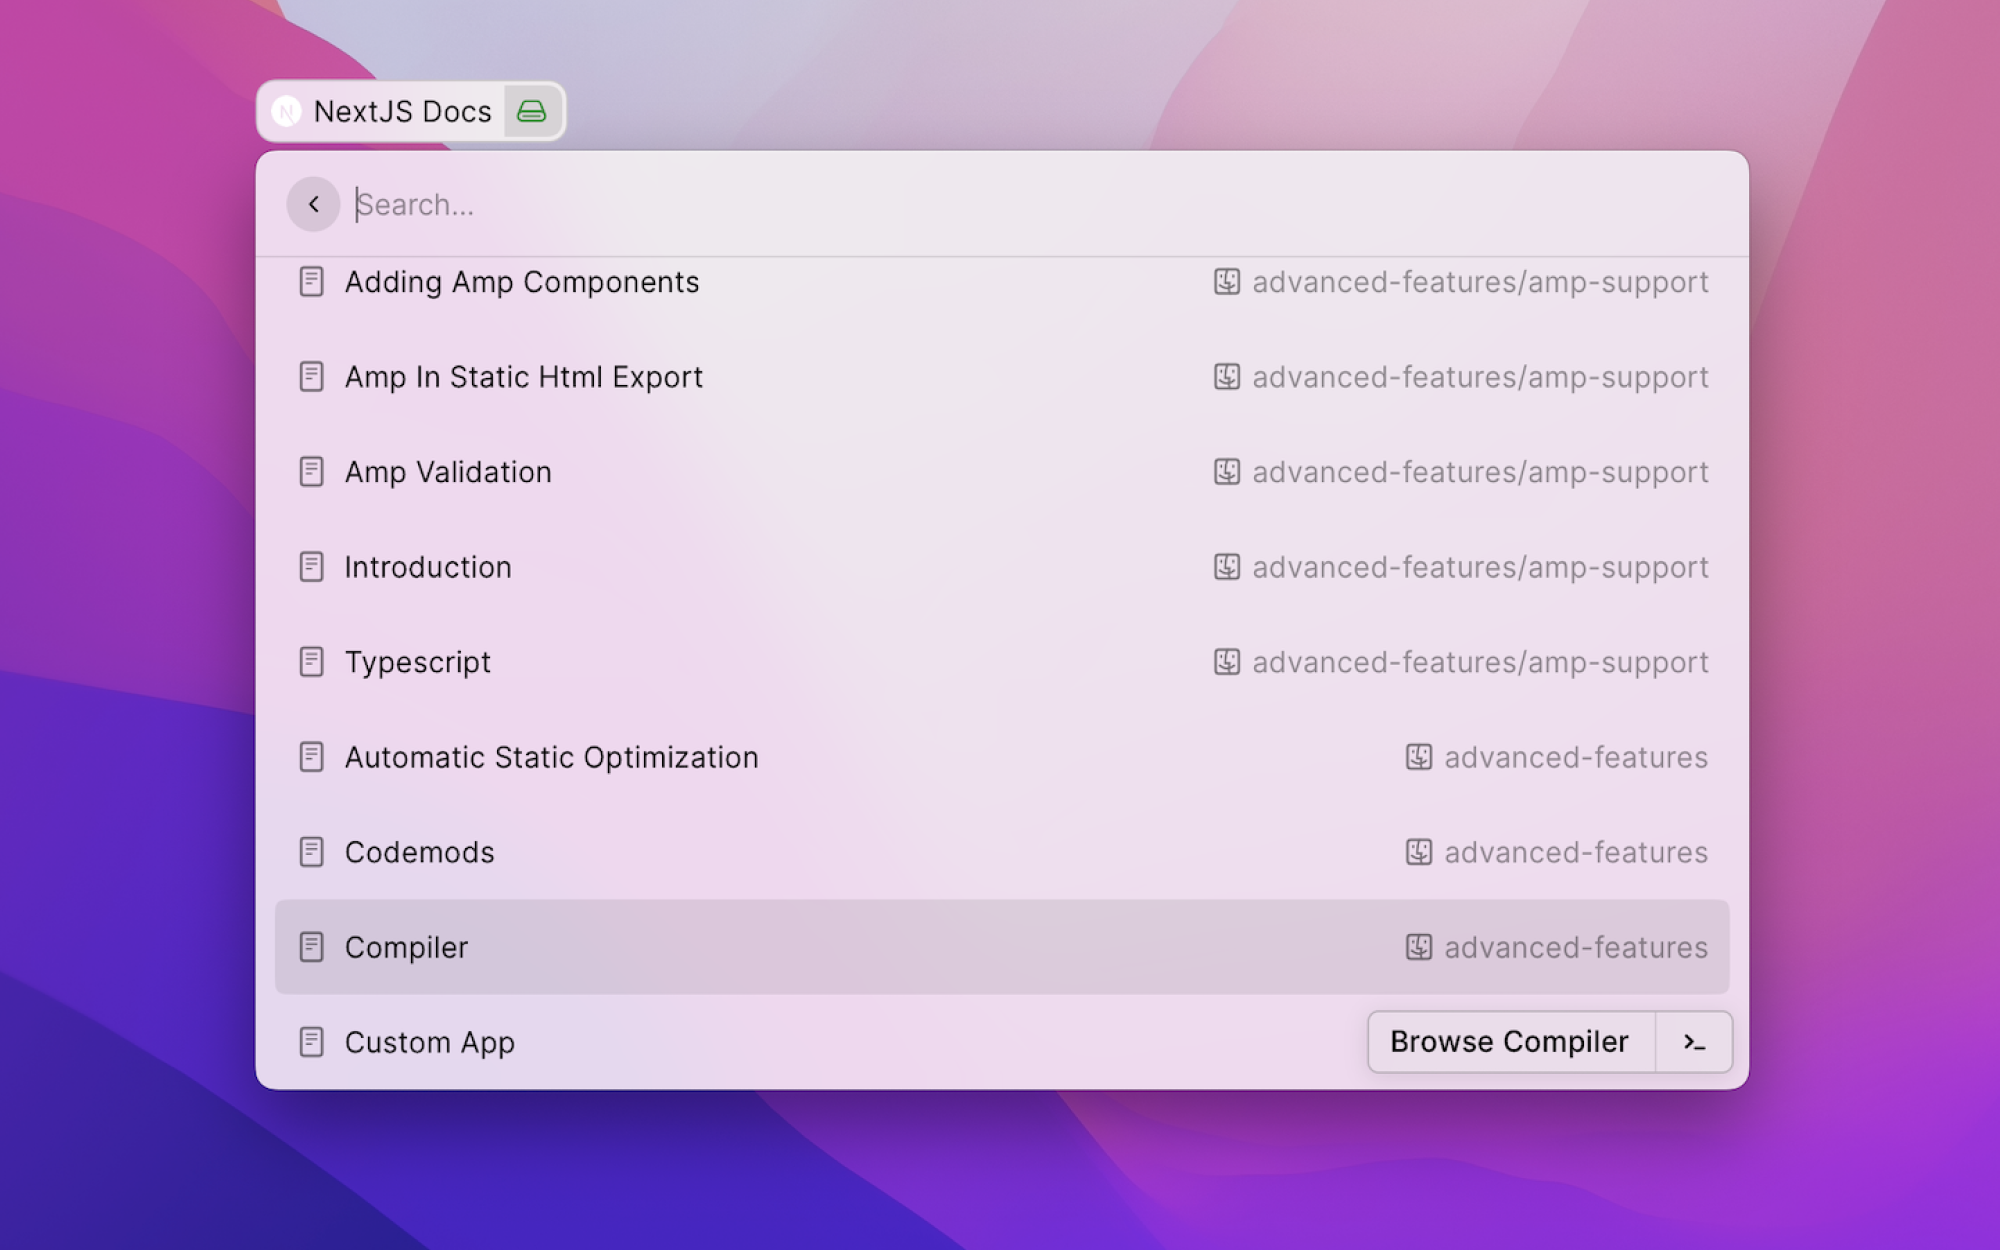 NextJS Docs
Search...
Adding Amp Components advanced-features/amp-support
Amp In Static Html Export advanced-features/amp-support
Amp Validation advanced-features/amp-support
Introduction advanced-features/amp-support
Typescript advanced-features/amp-support
Automatic Static Optimization advanced-features
Codemods advanced-features
Compiler advanced-features
Custom App Browse Compiler >_